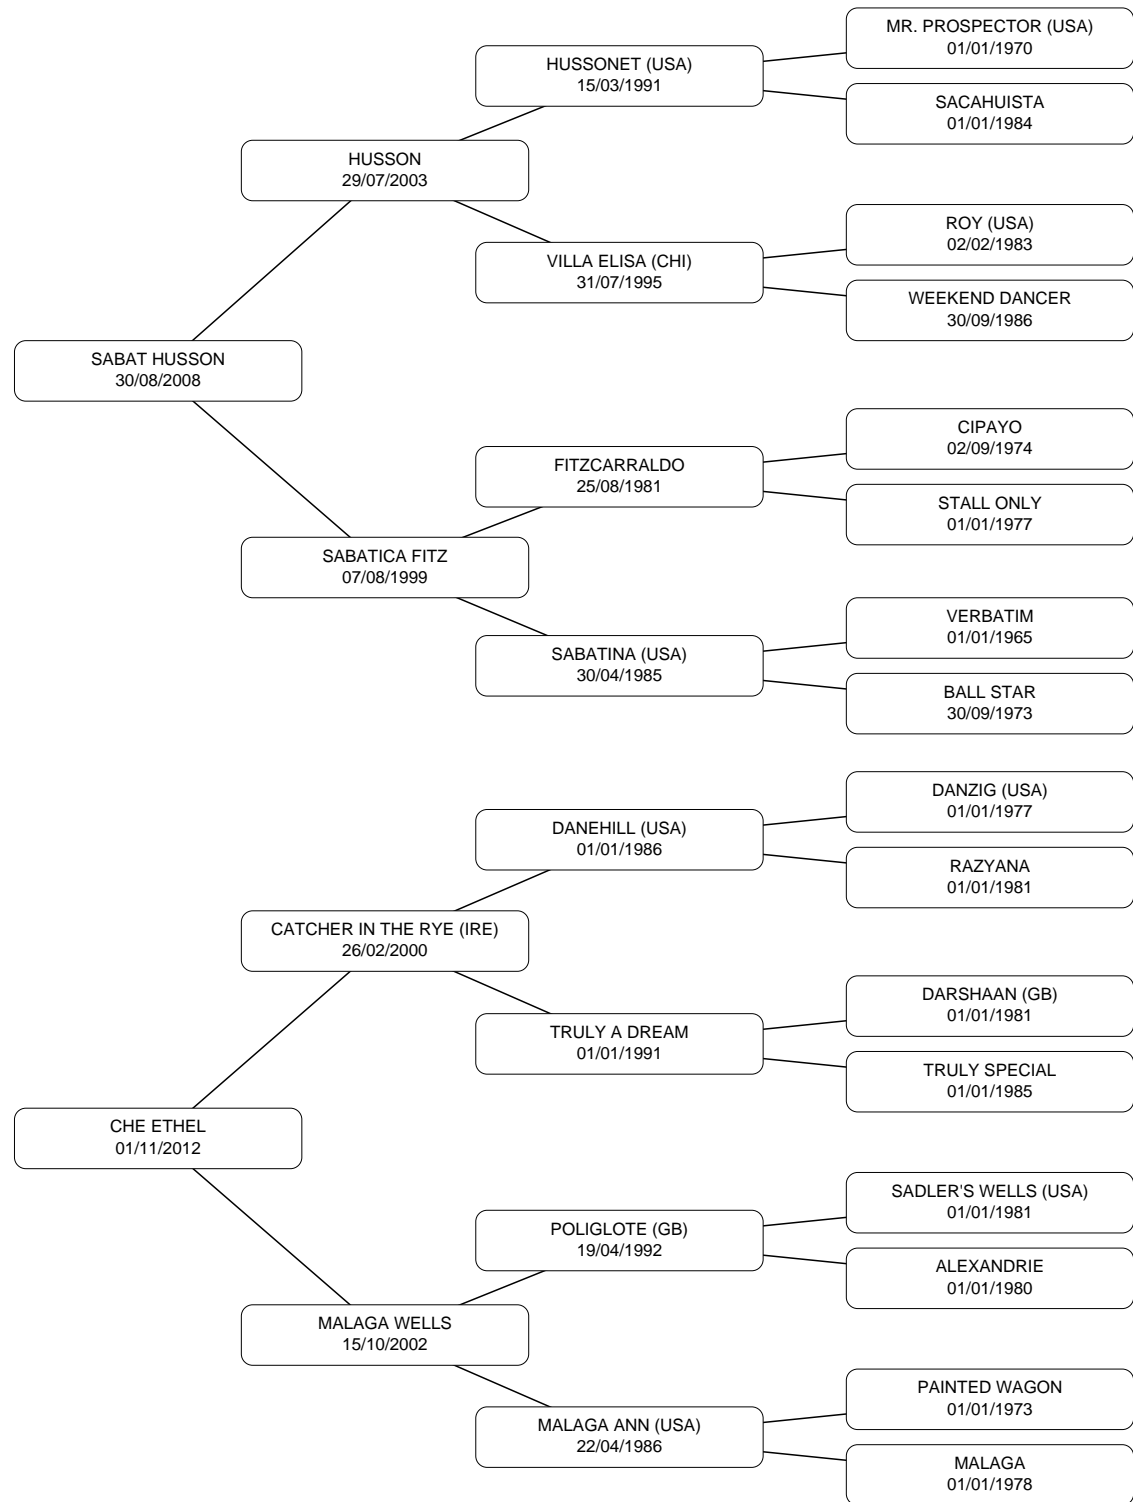 MR. PROSPECTOR (USA)
01/01/1970
HUSSONET (USA)
15/03/1991
SACAHUISTA
01/01/1984
HUSSON
29/07/2003
ROY (USA)
02/02/1983
VILLA ELISA (CHI)
31/07/1995
WEEKEND DANCER
30/09/1986
SABAT HUSSON
30/08/2008
CIPAYO
02/09/1974
FITZCARRALDO
25/08/1981
STALL ONLY
01/01/1977
SABATICA FITZ
07/08/1999
VERBATIM
01/01/1965
SABATINA (USA)
30/04/1985
BALL STAR
30/09/1973
DANZIG (USA)
01/01/1977
DANEHILL (USA)
01/01/1986
RAZYANA
01/01/1981
CATCHER IN THE RYE (IRE)
26/02/2000
DARSHAAN (GB)
01/01/1981
TRULY A DREAM
01/01/1991
TRULY SPECIAL
01/01/1985
CHE ETHEL
01/11/2012
SADLER'S WELLS (USA)
01/01/1981
POLIGLOTE (GB)
19/04/1992
ALEXANDRIE
01/01/1980
MALAGA WELLS
15/10/2002
PAINTED WAGON
01/01/1973
MALAGA ANN (USA)
22/04/1986
MALAGA
01/01/1978